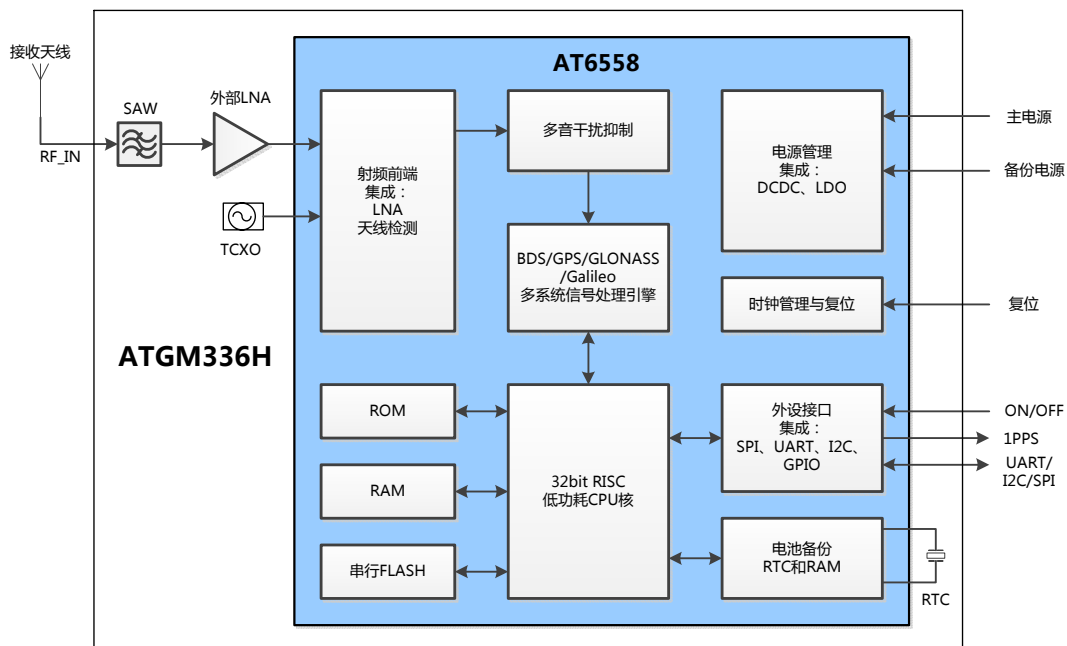 接收天线
RF_IN
SAW
外部LNA
TCXO
ATGM336H
AT6558
射频前端
集成：
LNA
天线检测
多音干扰抑制
BDS/GPS/GLONASS
/Galileo
多系统信号处理引擎
电源管理
集成：
DCDC、LDO
主电源
备份电源
时钟管理与复位
复位
ROM
RAM
串行FLASH
32bit RISC
低功耗CPU核
外设接口
集成：
SPI、UART、I2C、
GPIO
ON/OFF
1PPS
UART/
I2C/SPI
电池备份
RTC和RAM
RTC